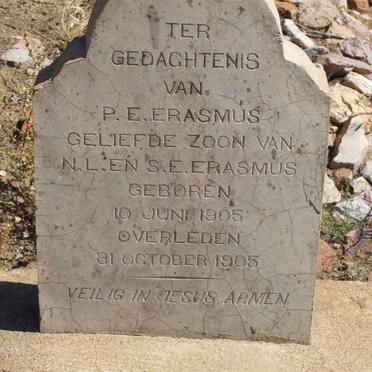 TER
GEDACHTENIS
VAN
P.E. ERASMUS
GELIEFDE ZOON VAN
N.L. EN S.E. ERASMUS
GEBOREN
10 JUNI 1905
OVERLEDEN
31 OCTOBER 1905
VEILIG IN JESUS ARMEN